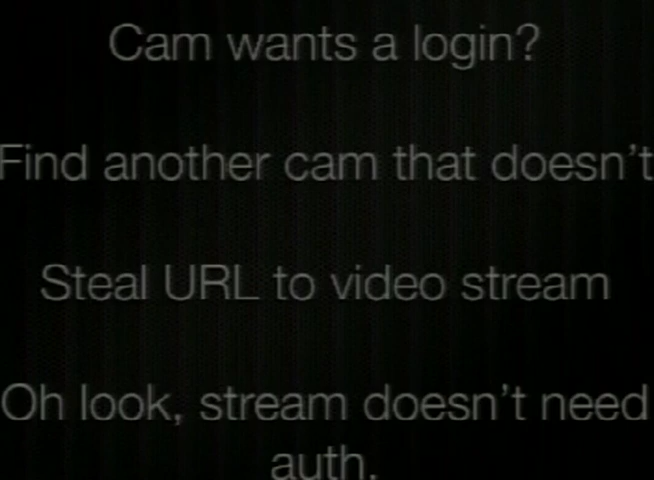 Cam wants a login?
Find another cam that doesn't
Steal URL to video stream
Oh look, stream doesn't need
auth.